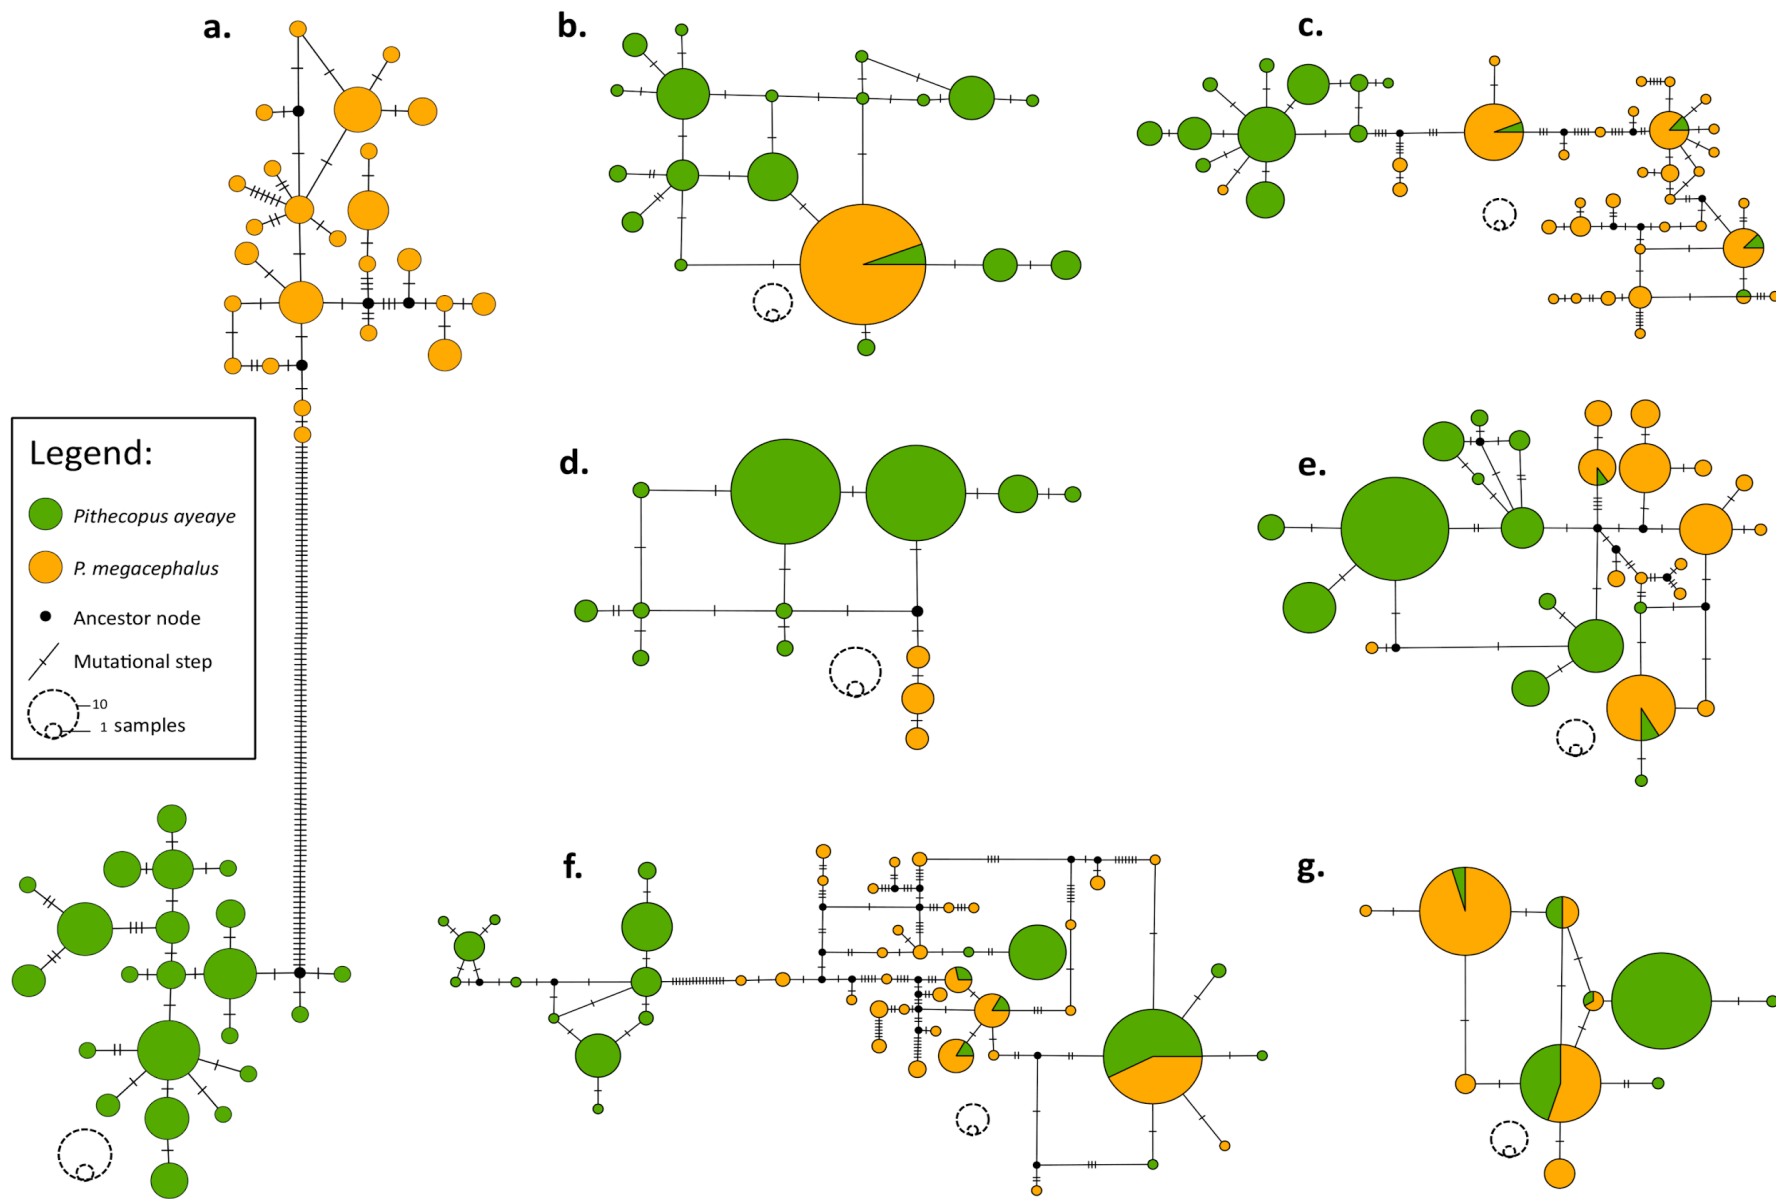 a.
b.
c.
Legend:
Pithecopus ayeaye
P. megacephalus
Ancestor node
Mutational step
10
1 samples
d.
e.
f.
g.